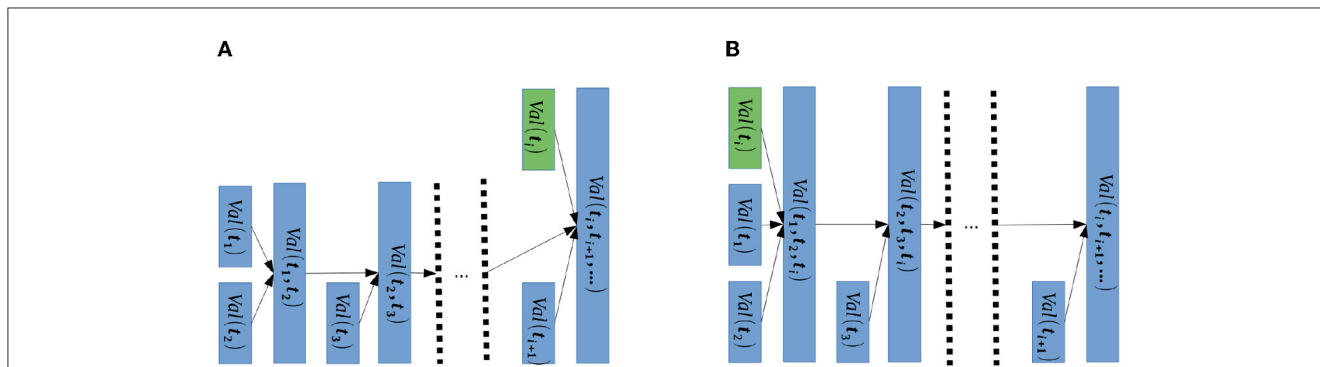 A
Val(t₁)
Val(t₂)
Val(t₁,t₂)
Val(t₃)
Val(t₂,t₃)
...
Val(tᵢ)
Val(tᵢ₊₁)
Val(tᵢ,tᵢ₊₁,...)
B
Val(tᵢ)
Val(t₁)
Val(t₂)
Val(t₁,t₂,tᵢ)
Val(t₃)
Val(t₂,t₃,tᵢ)
...
Val(tᵢ₊₁)
Val(tᵢ,tᵢ₊₁,...)